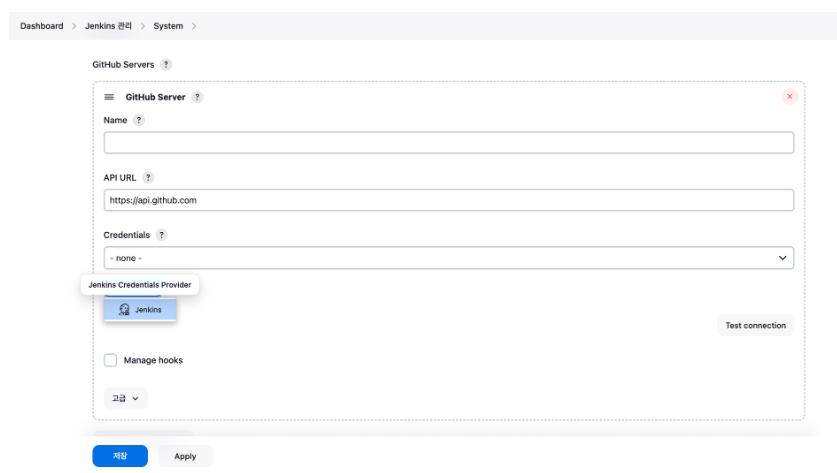 Dashboard > Jenkins 관리 > System >
GitHub Servers ?
GitHub Server ?
Name ?
API URL ?
https://api.github.com
Credentials ?
- none -
Jenkins Credentials Provider
Jenkins
Test connection
Manage hooks
고급
저장 Apply